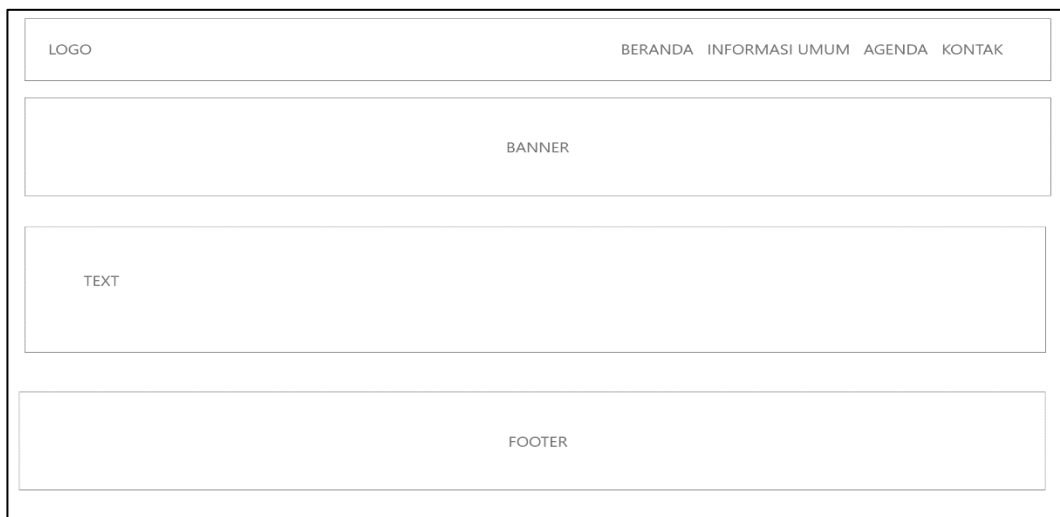 LOGO BERANDA INFORMASI UMUM AGENDA KONTAK
BANNER
TEXT
FOOTER